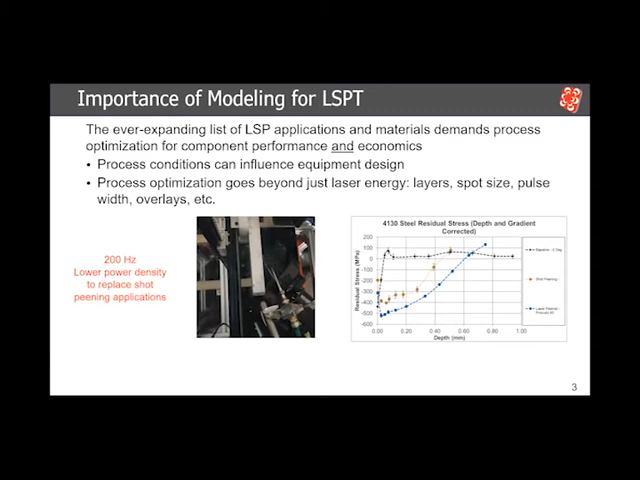 Importance of Modeling for LSPT
The ever-expanding list of LSP applications and materials demands process
optimization for component performance and economics
• Process conditions can influence equipment design
• Process optimization goes beyond just laser energy: layers, spot size, pulse
width, overlays, etc.
200 Hz
Lower power density
to replace shot
peening applications
4130 Steel Residual Stress (Depth and Gradient
Corrected)
Residual Stress (MPa)
200
100
0
-100
-200
-300
-400
-500
-600
0.00
0.20
0.40
0.60
0.80
1.00
Depth (mm)
Shot Peening
3